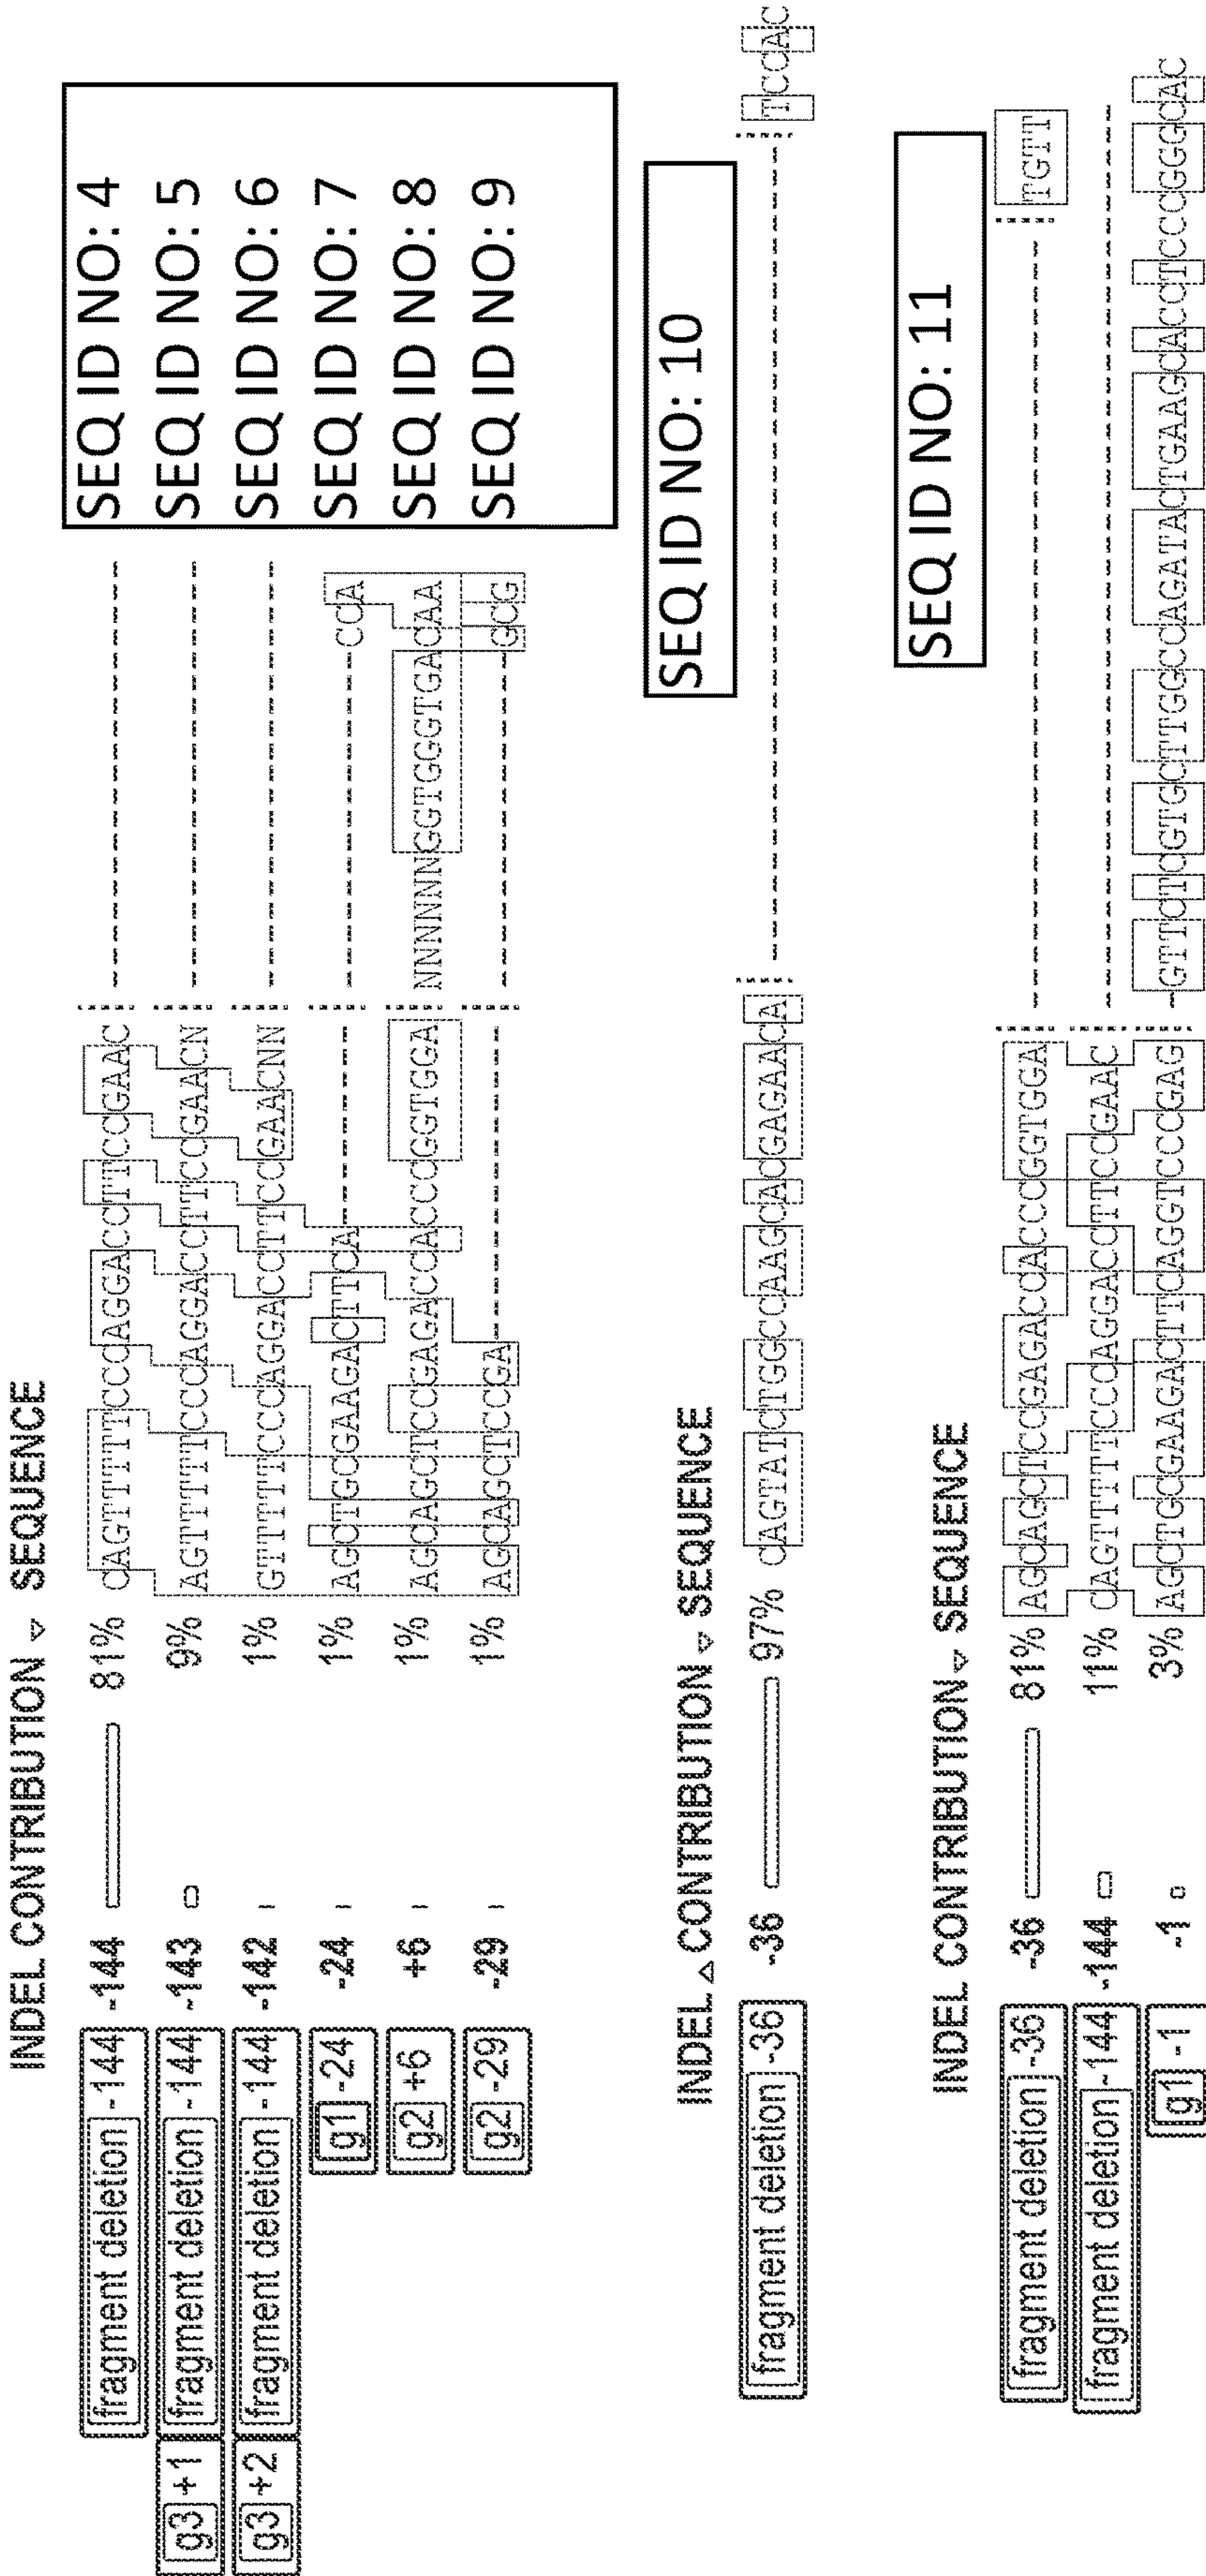 INDEL CONTRIBUTION ▿ SEQUENCE
fragment deletion -144 -144 81% CAGTTTTTCCCAGGACCTTCCGAAC SEQ ID NO: 4
g3 +1 fragment deletion -144 -143 9% AGTTTTTCCCAGGACCTTCCGAACN SEQ ID NO: 5
g3 +2 fragment deletion -144 -142 1% GTTTTTCCCAGGACCTTCCGAACNN SEQ ID NO: 6
g1 -24 -24 1% AGCTGCGAAGACTTCA CCA SEQ ID NO: 7
g2 +6 +6 1% AGCAGCTCCGAGACCACCCGGTGGA NNNNNNGGTGGGTGACAA SEQ ID NO: 8
g2 -29 -29 1% AGCAGCTCCGA GCG SEQ ID NO: 9
SEQ ID NO: 10
INDEL ▵ CONTRIBUTION ▿ SEQUENCE
fragment deletion -36 -36 97% CAGTATCTGGCCAAGCACGAGAACA TCCAC
SEQ ID NO: 11
INDEL CONTRIBUTION ▿ SEQUENCE
fragment deletion -36 -36 81% AGCAGCTCCGAGACCACCCGGTGGA TGTT
fragment deletion -144 -144 11% CAGTTTTTCCCAGGACCTTCCGAAC
g1 -1 -1 3% AGCTGCGAAGACTTCAGGTCCCGAG -GTTCTCGTGCTTGGCCAGATACTGAAGCACCTCCCGGGCAC